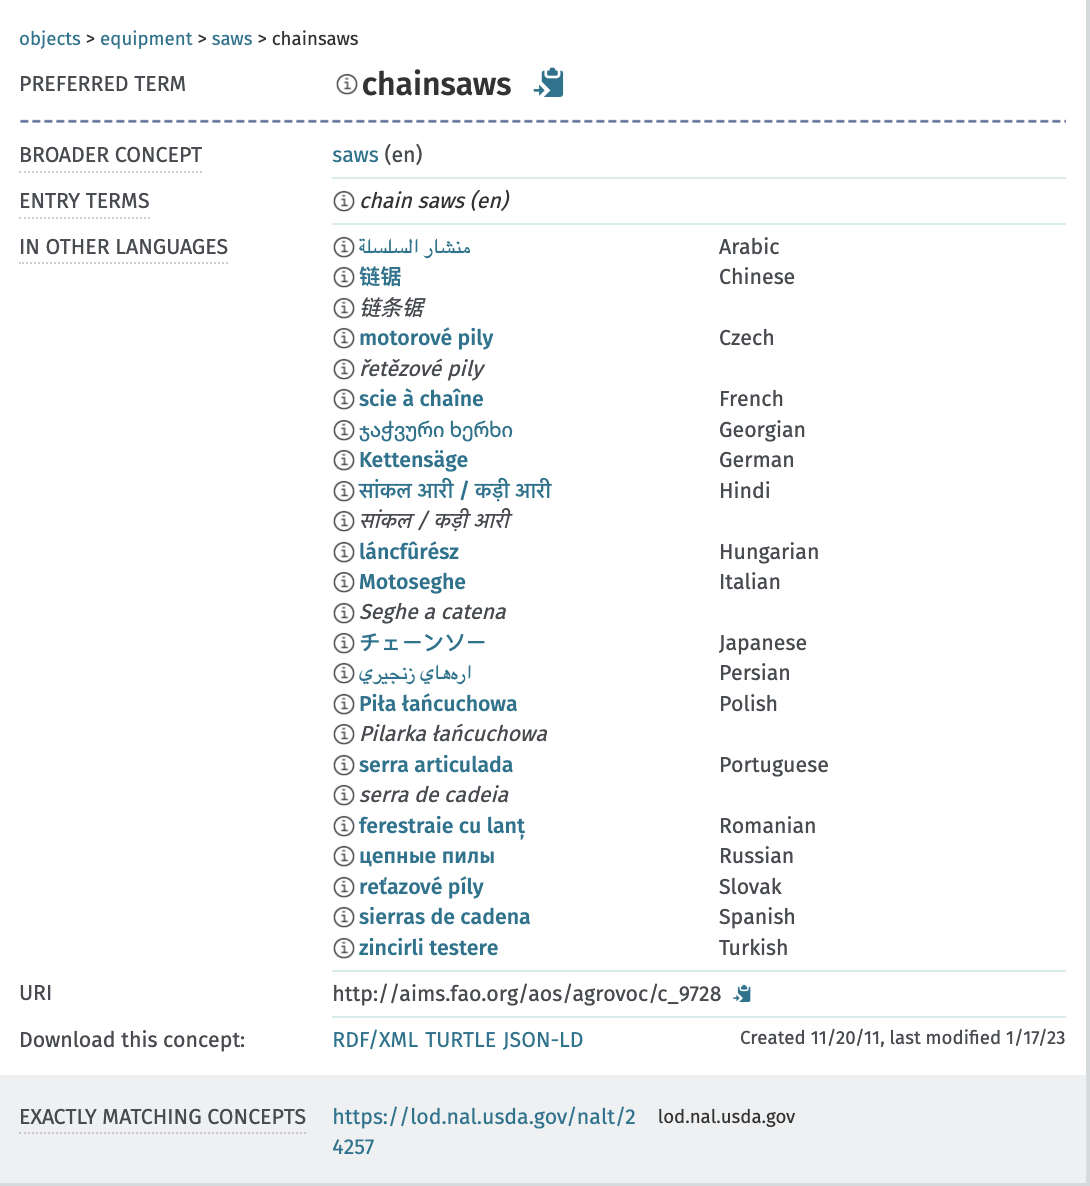 objects > equipment > saws > chainsaws
PREFERRED TERM chainsaws
BROADER CONCEPT saws (en)
ENTRY TERMS chain saws (en)
IN OTHER LANGUAGES منشار السلسلة Arabic
链锯 Chinese
链条锯
motorové pily Czech
řetězové pily
scie à chaîne French
ჯაჭვური ხერხი Georgian
Kettensäge German
सांकल आरी / कड़ी आरी Hindi
सांकल / कड़ी आरी
láncfûrész Hungarian
Motoseghe Italian
Seghe a catena
チェーンソー Japanese
اره‌هاي زنجيري Persian
Piła łańcuchowa Polish
Pilarka łańcuchowa
serra articulada Portuguese
serra de cadeia
ferestraie cu lanț Romanian
цепные пилы Russian
reťazové píly Slovak
sierras de cadena Spanish
zincirli testere Turkish
URI http://aims.fao.org/aos/agrovoc/c_9728
Download this concept: RDF/XML TURTLE JSON-LD Created 11/20/11, last modified 1/17/23
EXACTLY MATCHING CONCEPTS https://lod.nal.usda.gov/nalt/2 lod.nal.usda.gov
4257